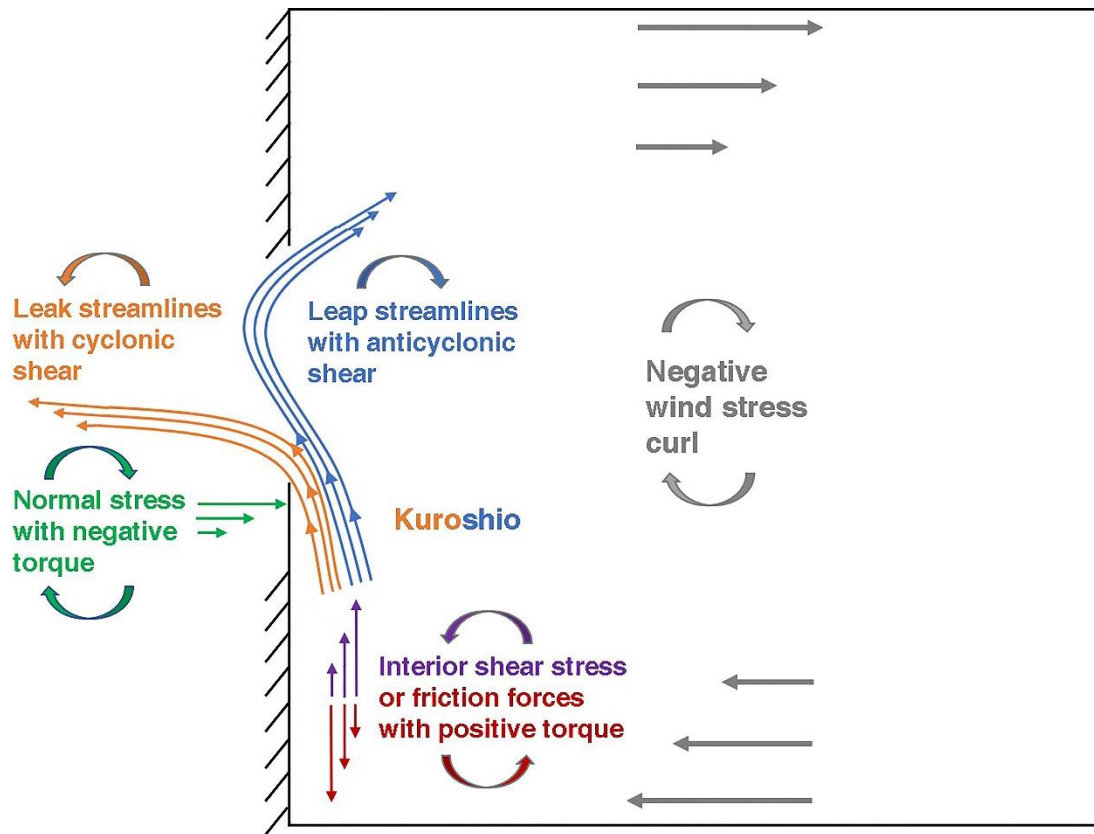 Leak streamlines
with cyclonic
shear
Leap streamlines
with anticyclonic
shear
Negative
wind stress
curl
Normal stress
with negative
torque
Kuroshio
Interior shear stress
or friction forces
with positive torque